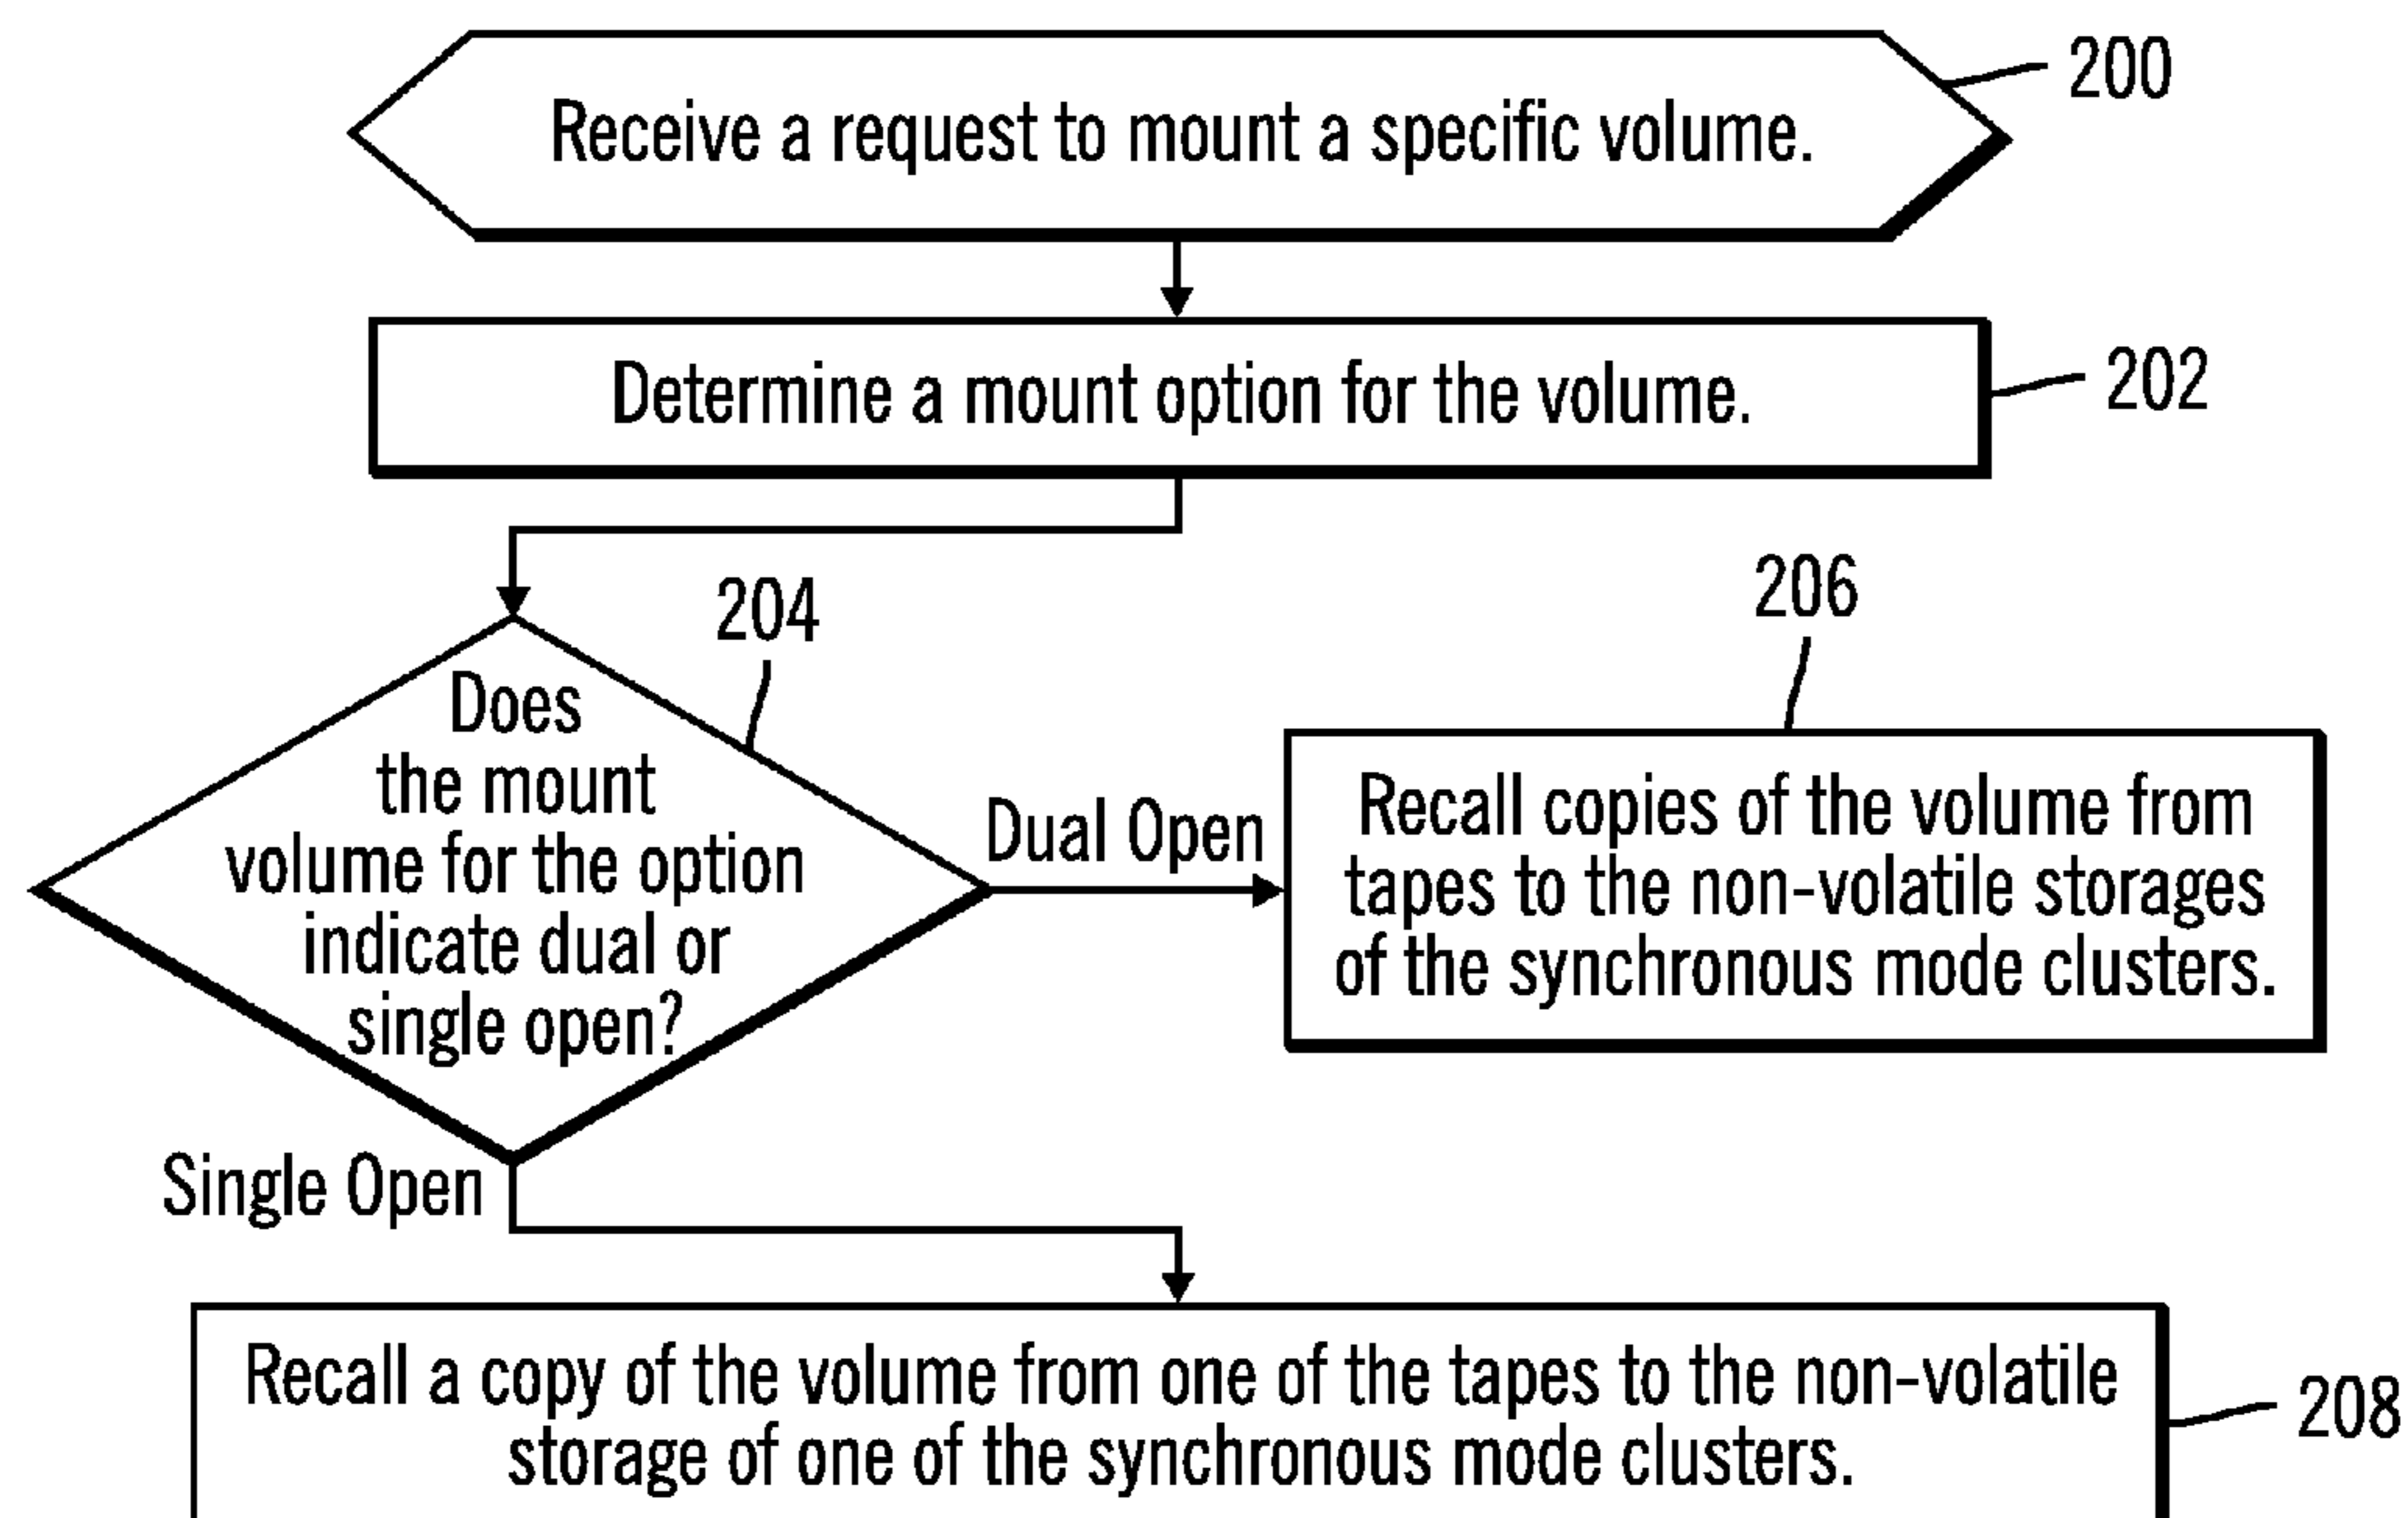 Receive a request to mount a specific volume.
200
Determine a mount option for the volume.
202
204
206
Does
the mount
volume for the option
indicate dual or
single open?
Dual Open
Recall copies of the volume from
tapes to the non-volatile storages
of the synchronous mode clusters.
Single Open
Recall a copy of the volume from one of the tapes to the non-volatile
storage of one of the synchronous mode clusters.
208